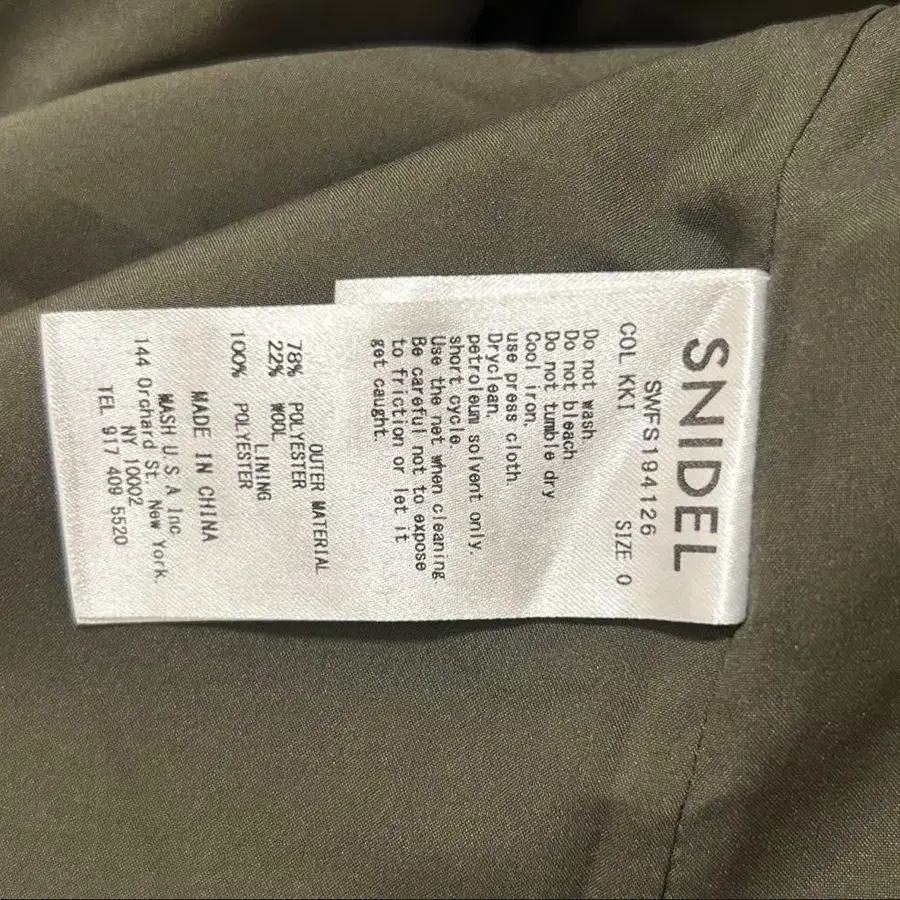 SNIDEL
SWFS194126
COL KKI SIZE 0
Do not wash.
Do not bleach
Do not tumble dry
Cool iron.
use press cloth.
Dryclean,
petroleum solvent only.
short cycle.
Use the net when cleaning
Be careful not to expose
to friction or let it
get caught.
OUTER MATERIAL
78% POLYESTER
22% WOOL
LINING
100% POLYESTER
MADE IN CHINA
MASH U.S.A Inc.
144 Orchard St. New York.
NY 10002
TEL 917 409 5520